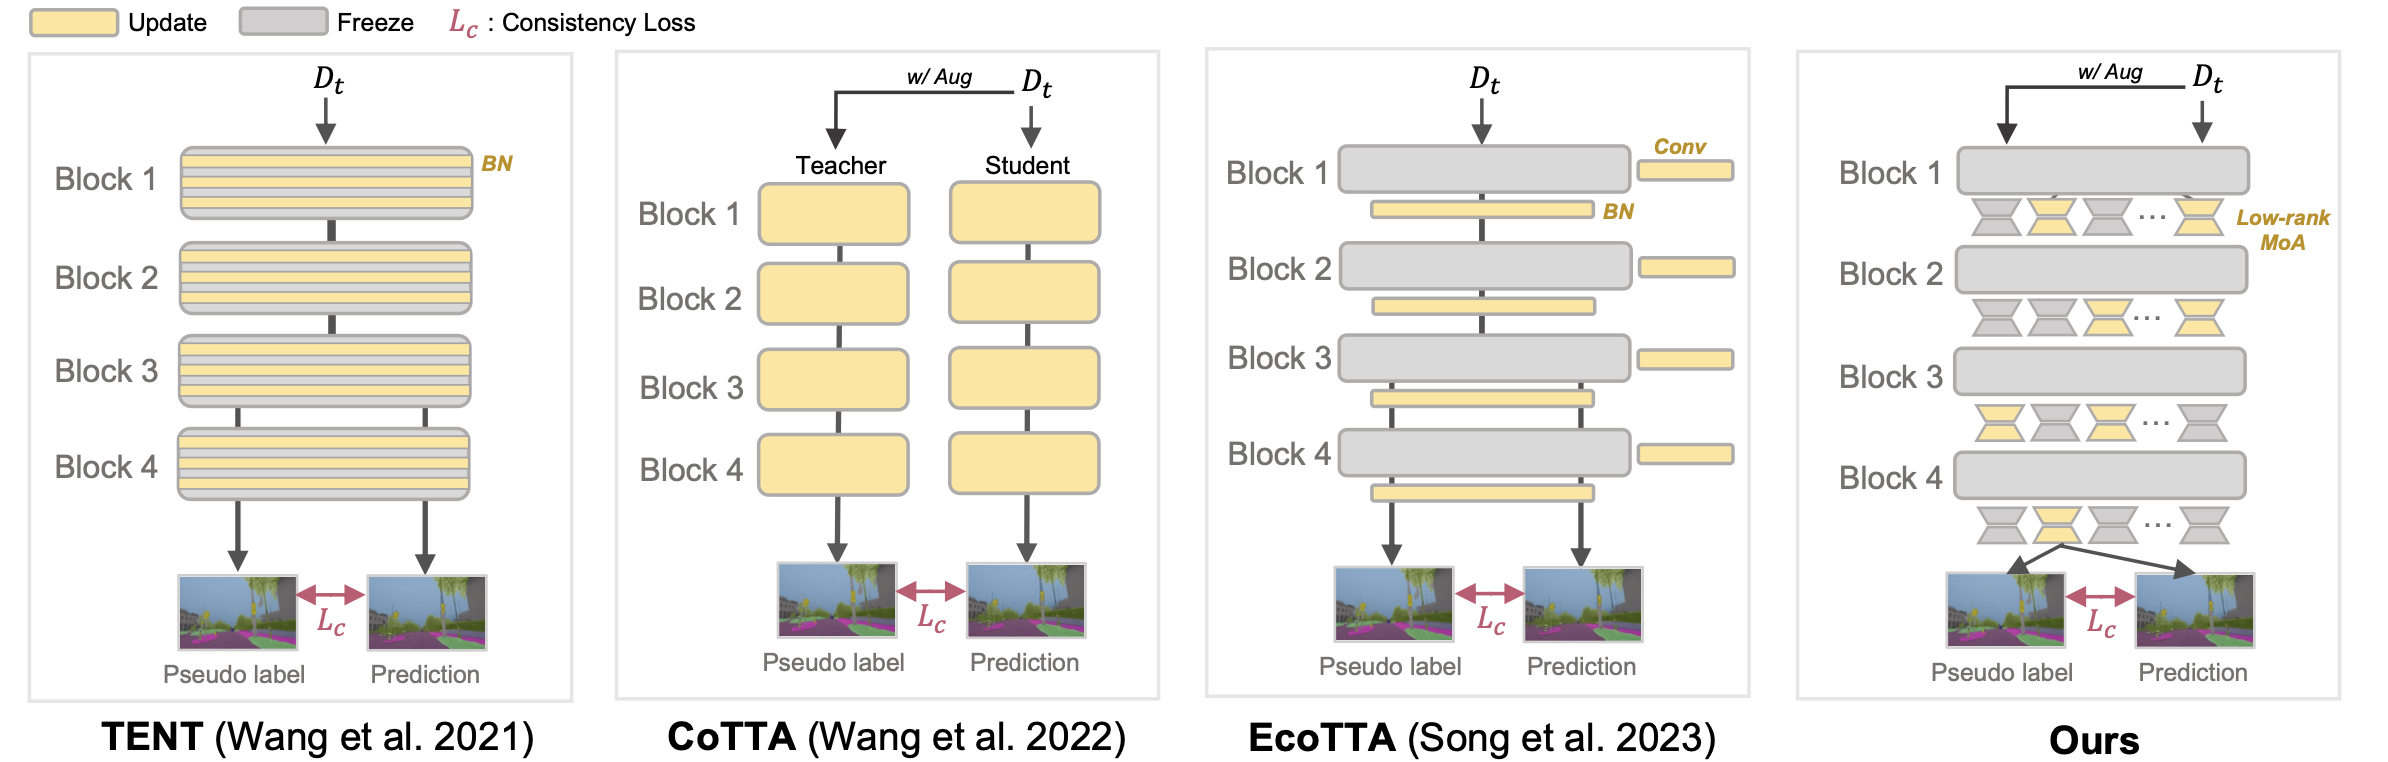 Update
Freeze
L_c : Consistency Loss
D_t
Block 1
BN
Block 2
Block 3
Block 4
L_c
Pseudo label
Prediction
TENT (Wang et al. 2021)
w/ Aug
D_t
Teacher
Student
Block 1
Block 2
Block 3
Block 4
L_c
Pseudo label
Prediction
CoTTA (Wang et al. 2022)
D_t
Conv
Block 1
BN
Block 2
Block 3
Block 4
L_c
Pseudo label
Prediction
EcoTTA (Song et al. 2023)
w/ Aug
D_t
Block 1
Low-rank
MoA
...
Block 2
...
Block 3
...
Block 4
...
L_c
Pseudo label
Prediction
Ours